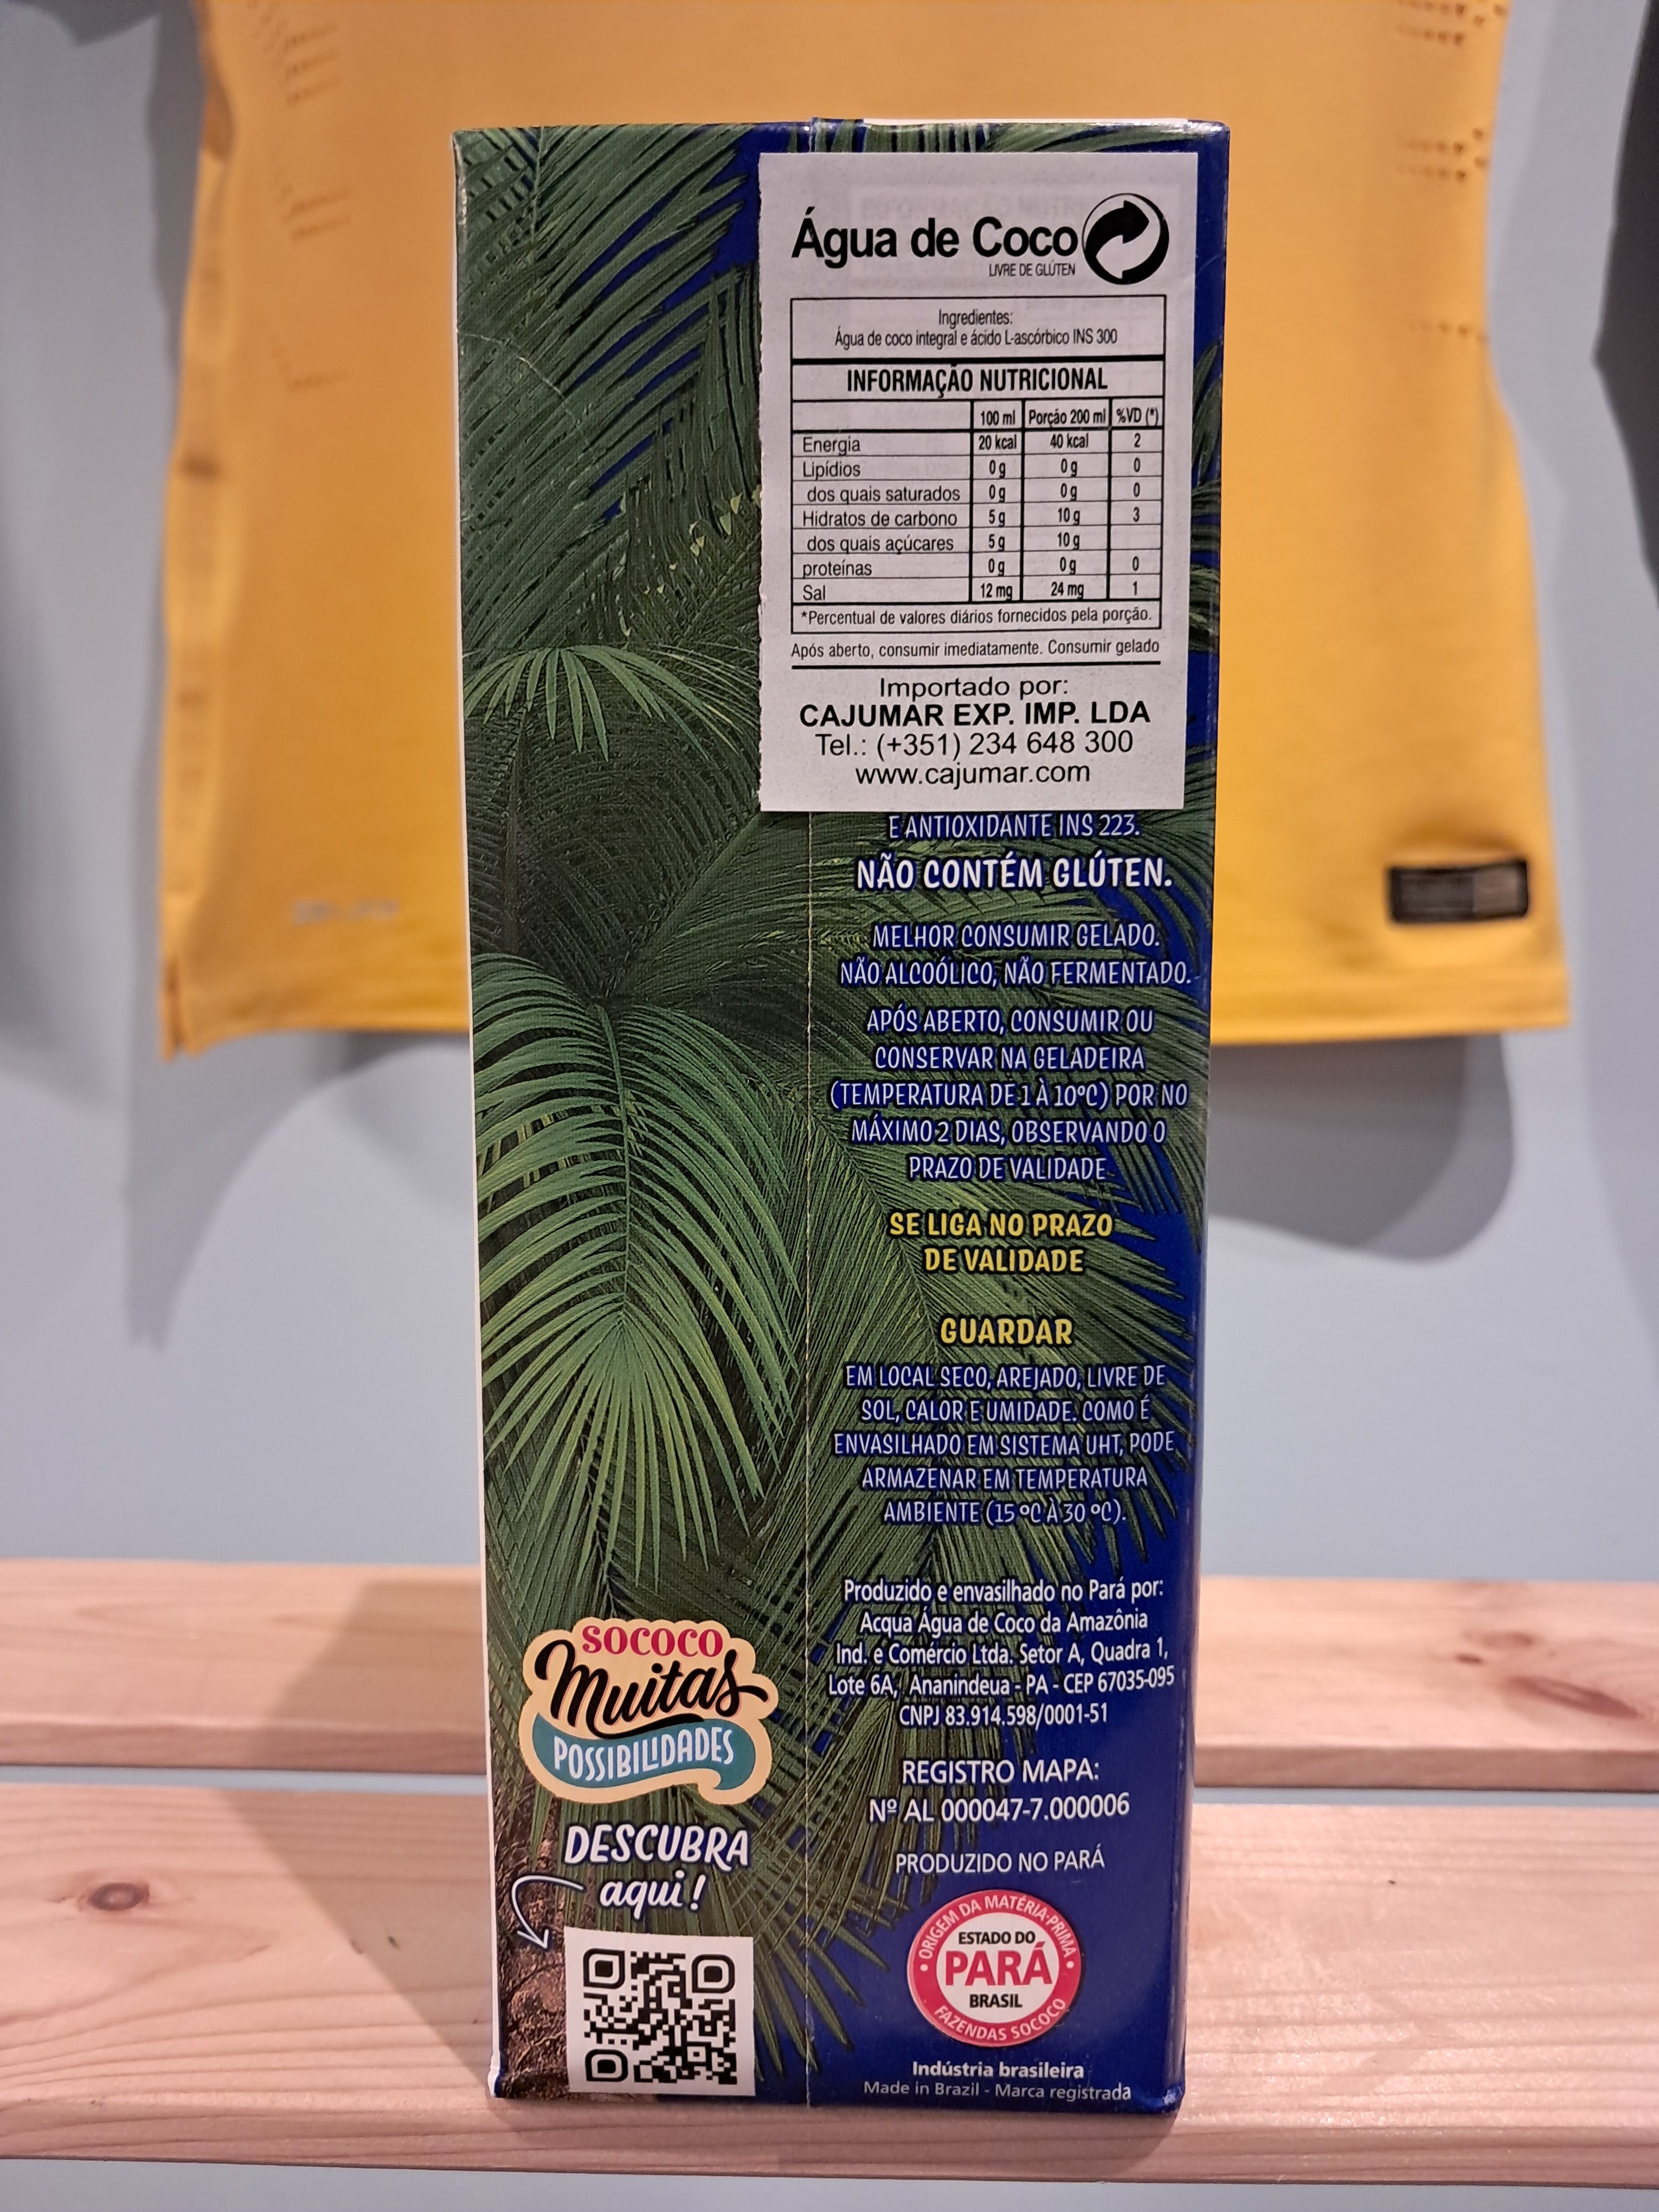 Água de Coco
LIVRE DE GLÚTEN
Ingredientes:
Água de coco integral e ácido L-ascórbico INS 300
INFORMAÇÃO NUTRICIONAL
100 ml Porção 200 ml %VD (*)
Energia 20 kcal 40 kcal 2
Lipídios 0 g 0 g 0
dos quais saturados 0 g 0 g 0
Hidratos de carbono 5 g 10 g 3
dos quais açúcares 5 g 10 g
proteínas 0 g 0 g 0
Sal 12 mg 24 mg 1
*Percentual de valores diários fornecidos pela porção.
Após aberto, consumir imediatamente. Consumir gelado
Importado por:
CAJUMAR EXP. IMP. LDA
Tel.: (+351) 234 648 300
www.cajumar.com
E ANTIOXIDANTE INS 223.
NÃO CONTÉM GLÚTEN.
MELHOR CONSUMIR GELADO.
NÃO ALCOÓLICO, NÃO FERMENTADO.
APÓS ABERTO, CONSUMIR OU
CONSERVAR NA GELADEIRA
(TEMPERATURA DE 1 À 10ºC) POR NO
MÁXIMO 2 DIAS, OBSERVANDO O
PRAZO DE VALIDADE
SE LIGA NO PRAZO
DE VALIDADE
GUARDAR
EM LOCAL SECO, AREJADO, LIVRE DE
SOL, CALOR E UMIDADE. COMO É
ENVASILHADO EM SISTEMA UHT, PODE
ARMAZENAR EM TEMPERATURA
AMBIENTE (15 ºC À 30 ºC).
Produzido e envasilhado no Pará por:
Acqua Água de Coco da Amazônia
Ind. e Comércio Ltda. Setor A, Quadra 1,
Lote 6A, Ananindeua - PA - CEP 67035-095
CNPJ 83.914.598/0001-51
REGISTRO MAPA:
Nº AL 000047-7.000006
PRODUZIDO NO PARÁ
ORIGEM DA MATÉRIA-PRIMA
ESTADO DO
PARÁ
BRASIL
FAZENDAS SOCOCO
Indústria brasileira
Made in Brazil - Marca registrada
SOCOCO
Muitas
POSSIBILIDADES
DESCUBRA
aqui!